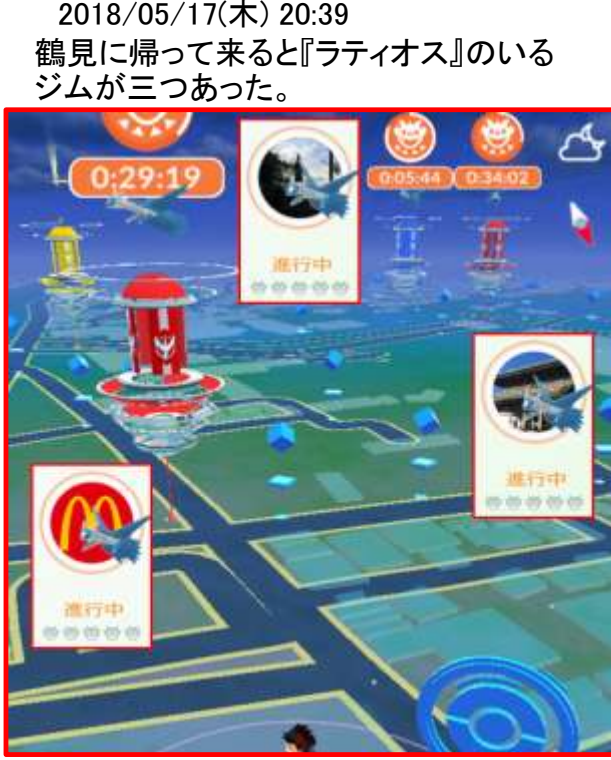 2018/05/17(木) 20:39
鶴見に帰って来ると『ラティオス』のいる
ジムが三つあった。
0:29:19
0:05:44 0:34:02
進行中
進行中
進行中